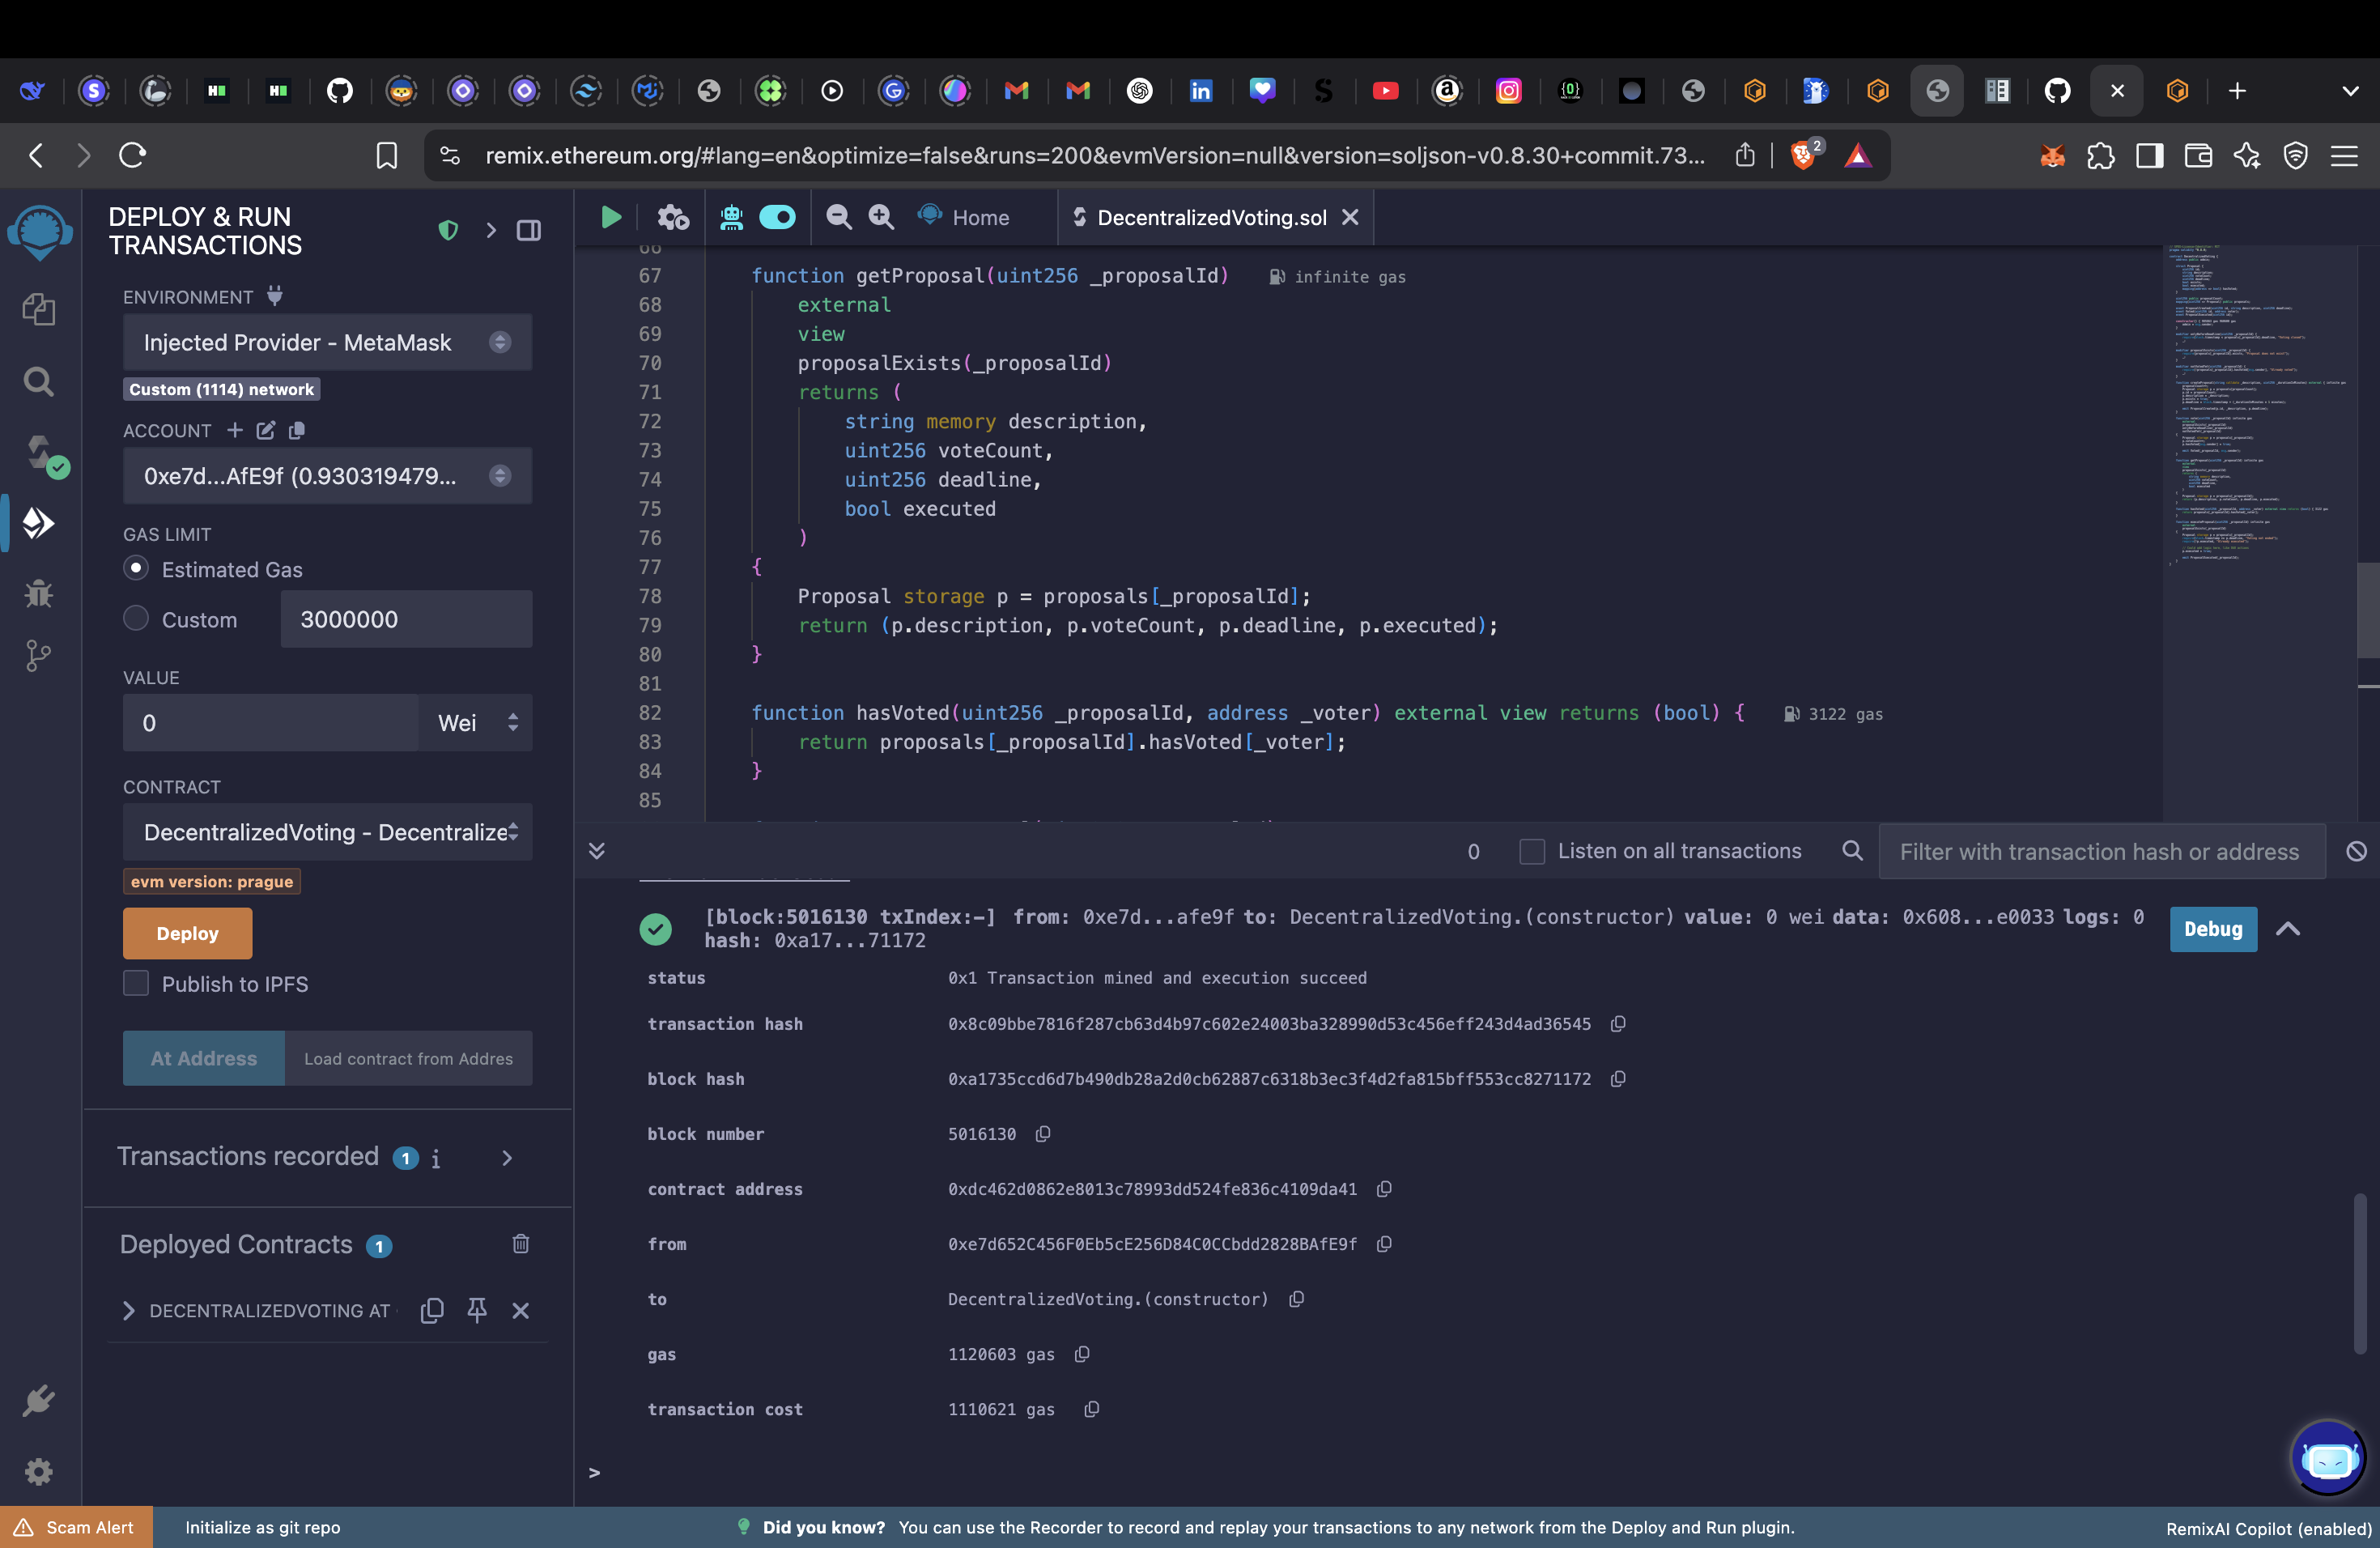 remix.ethereum.org/#lang=en&optimize=false&runs=200&evmVersion=null&version=soljson-v0.8.30+commit.73...
2
DEPLOY & RUN
TRANSACTIONS
ENVIRONMENT
Injected Provider - MetaMask
Custom (1114) network
ACCOUNT
0xe7d...AfE9f (0.930319479...
GAS LIMIT
Estimated Gas
Custom
3000000
VALUE
0
Wei
CONTRACT
DecentralizedVoting - Decentralize
evm version: prague
Deploy
Publish to IPFS
At Address
Load contract from Addres
Transactions recorded 1 i
Deployed Contracts 1
DECENTRALIZEDVOTING AT
Home
DecentralizedVoting.sol
66
67 function getProposal(uint256 _proposalId) infinite gas
68 external
69 view
70 proposalExists(_proposalId)
71 returns (
72 string memory description,
73 uint256 voteCount,
74 uint256 deadline,
75 bool executed
76 )
77 {
78 Proposal storage p = proposals[_proposalId];
79 return (p.description, p.voteCount, p.deadline, p.executed);
80 }
81
82 function hasVoted(uint256 _proposalId, address _voter) external view returns (bool) { 3122 gas
83 return proposals[_proposalId].hasVoted[_voter];
84 }
85
0
Listen on all transactions
Filter with transaction hash or address
[block:5016130 txIndex:-] from: 0xe7d...afe9f to: DecentralizedVoting.(constructor) value: 0 wei data: 0x608...e0033 logs: 0
hash: 0xa17...71172
Debug
status 0x1 Transaction mined and execution succeed
transaction hash 0x8c09bbe7816f287cb63d4b97c602e24003ba328990d53c456eff243d4ad36545
block hash 0xa1735ccd6d7b490db28a2d0cb62887c6318b3ec3f4d2fa815bff553cc8271172
block number 5016130
contract address 0xdc462d0862e8013c78993dd524fe836c4109da41
from 0xe7d652C456F0Eb5cE256D84C0CCbdd2828BAfE9f
to DecentralizedVoting.(constructor)
gas 1120603 gas
transaction cost 1110621 gas
>
Scam Alert
Initialize as git repo
Did you know? You can use the Recorder to record and replay your transactions to any network from the Deploy and Run plugin.
RemixAI Copilot (enabled)